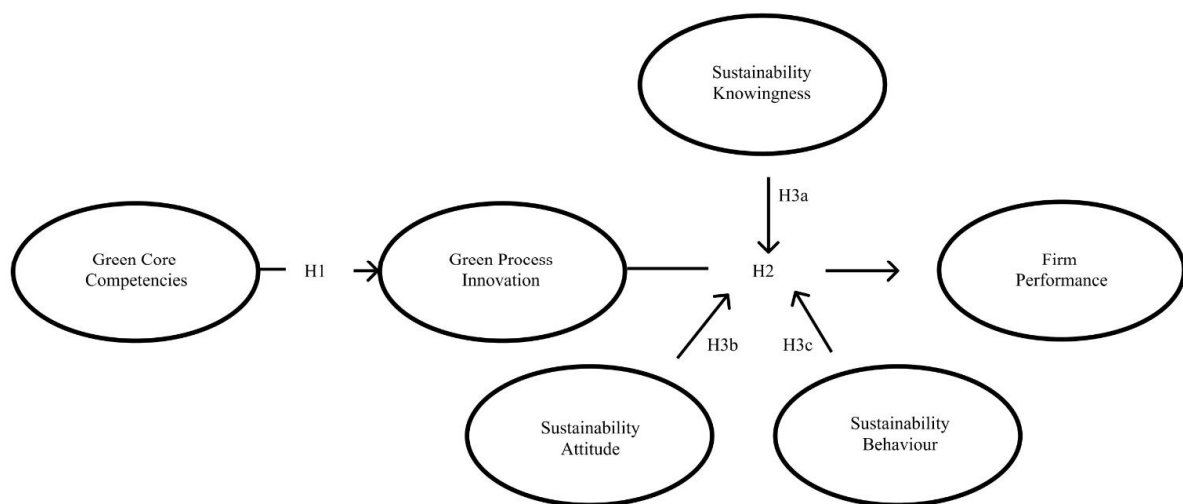 Sustainability
Knowingness
H3a
Green Core
Competencies
H1
Green Process
Innovation
H2
Firm
Performance
H3b
H3c
Sustainability
Attitude
Sustainability
Behaviour